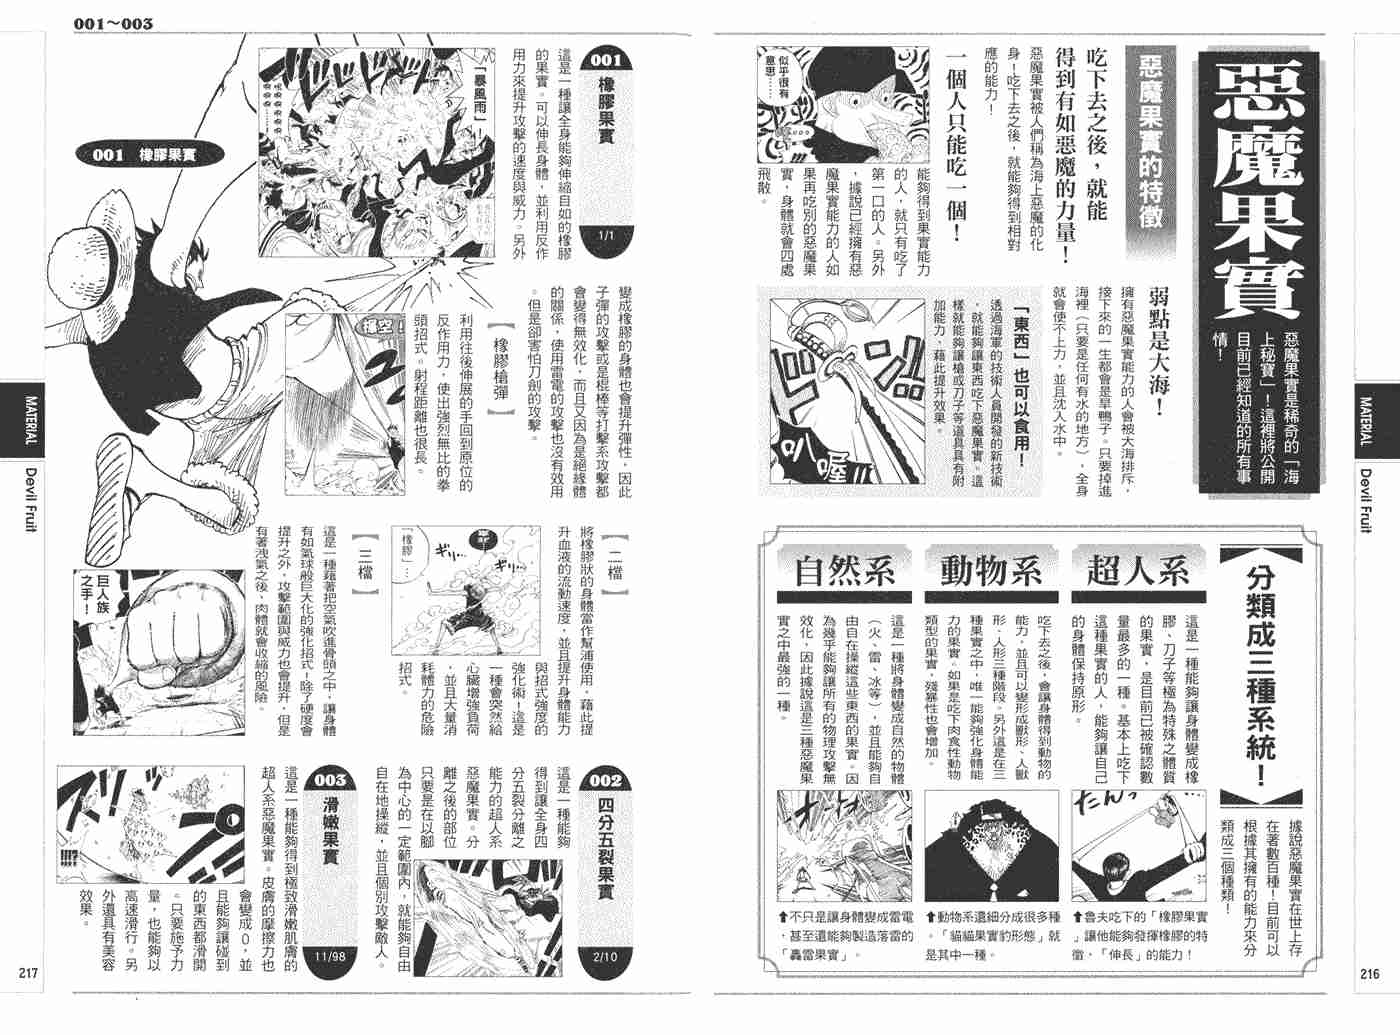 惡魔果實
惡魔果實是稀奇的「海
上秘寶」！這裡將公開
目前已經知道的所有事
情！
惡魔果實的特徵
吃下去之後，就能
得到有如惡魔的力量！
惡魔果實被人們稱為海上惡魔的化
身！吃下去之後，就能夠得到相對
應的能力！
一個人只能吃一個！
似乎很有
意思……
能夠得到果實能力
的人，就只有吃了
第一口的人。另外
，據說已經擁有惡
魔果實能力的人如
果再吃別的惡魔果
實，身體就會四處
飛散。
弱點是大海！
擁有惡魔果實能力的人會被大海排斥，
接下來的一生都會是旱鴨子。只要掉進
海裡（只要是任何有水的地方），全身
就會使不上力，並且沈入水中。
「東西」也可以食用！
透過海軍的技術人員開發的新技術
，就能夠讓東西吃下惡魔果實。這
樣就能夠讓槍或刀子等道具具有附
加能力，藉此提升效果。
叭喔
分類成三種系統！
據說惡魔果實在世上存
在著數百種！目前可以
根據其擁有的能力來分
類成三個種類！
超人系
這是一種能夠讓身體變成橡
膠、刀子等極為特殊之體質
的果實，是目前已被確認數
量最多的一種。基本上吃下
這種果實的人，能夠讓自己
的身體保持原形。
たんっ
⬆魯夫吃下的「橡膠果實
」讓他能夠發揮橡膠的特
徵，「伸長」的能力！
動物系
吃下去之後，會讓身體得到動物的
能力，並且可以變形成獸形、人獸
形、人形三種階段。另外這是在三
種果實之中，唯一能夠強化身體能
力的果實。如果是吃下肉食性動物
類型的果實，殘暴性也會增加。
⬆動物系還細分成很多種
。「貓貓果實豹形態」就
是其中一種。
自然系
這是一種將身體變成自然的物體
（火、雷、冰等），並且能夠自
由自在操縱這些東西的果實。因
為幾乎能夠讓所有的物理攻擊無
效化，因此據說這是三種惡魔果
實之中最強的一種。
⬆不只是讓身體變成雷電
，甚至還能夠製造落雷的
「轟雷果實」。
MATERIAL
Devil Fruit
216
001～003
001 橡膠果實
1/1
「暴風雨」！
這是一種讓全身能夠伸縮自如的橡膠
的果實。可以伸長身體，並利用反作
用力來提升攻擊的速度與威力。另外
001 橡膠果實
變成橡膠的身體也會提升彈性，因此
子彈的攻擊或是棍棒等打擊系攻擊都
會變得無效化，而且又因為是絕緣體
的關係，使用雷電的攻擊也沒有效用
。但是卻害怕刀劍的攻擊。
【橡膠槍彈】
利用往後伸展的手回到原位的
反作用力，使出強烈無比的拳
頭招式。射程距離也很長。
【二檔】
將橡膠狀的身體當作幫浦使用，藉此提
升血液的流動速度，並且提升身體能力
與招式強度的
強化術！這是
一種會突然給
心臟增強負荷
，並且大量消
耗體力的危險
招式。
「橡膠」…
ギリ…
ギリ…
【三檔】
這是一種藉著把空氣吹進骨頭之中，讓身體
有如氣球般巨大化的強化招式！除了硬度會
提升之外，攻擊範圍與威力也會提升，但是
有著洩氣之後，肉體就會收縮的風險。
巨人族
之手！
002 四分五裂果實
2/10
這是一種能夠
得到讓全身四
分五裂分離之
能力的超人系
惡魔果實。分
離之後的部位
只要是在以腳
為中心的一定範圍內，就能夠自由
自在地操縱，並且個別攻擊敵人。
003 滑嫩果實
11/98
這是一種能夠得到極致滑嫩肌膚的
超人系惡魔果實。皮膚的摩擦力也
會變成0，並
且能夠讓碰到
的東西都滑開
。只要施予力
量，也能夠以
高速滑行。另
外還具有美容
效果。
MATERIAL
Devil Fruit
217